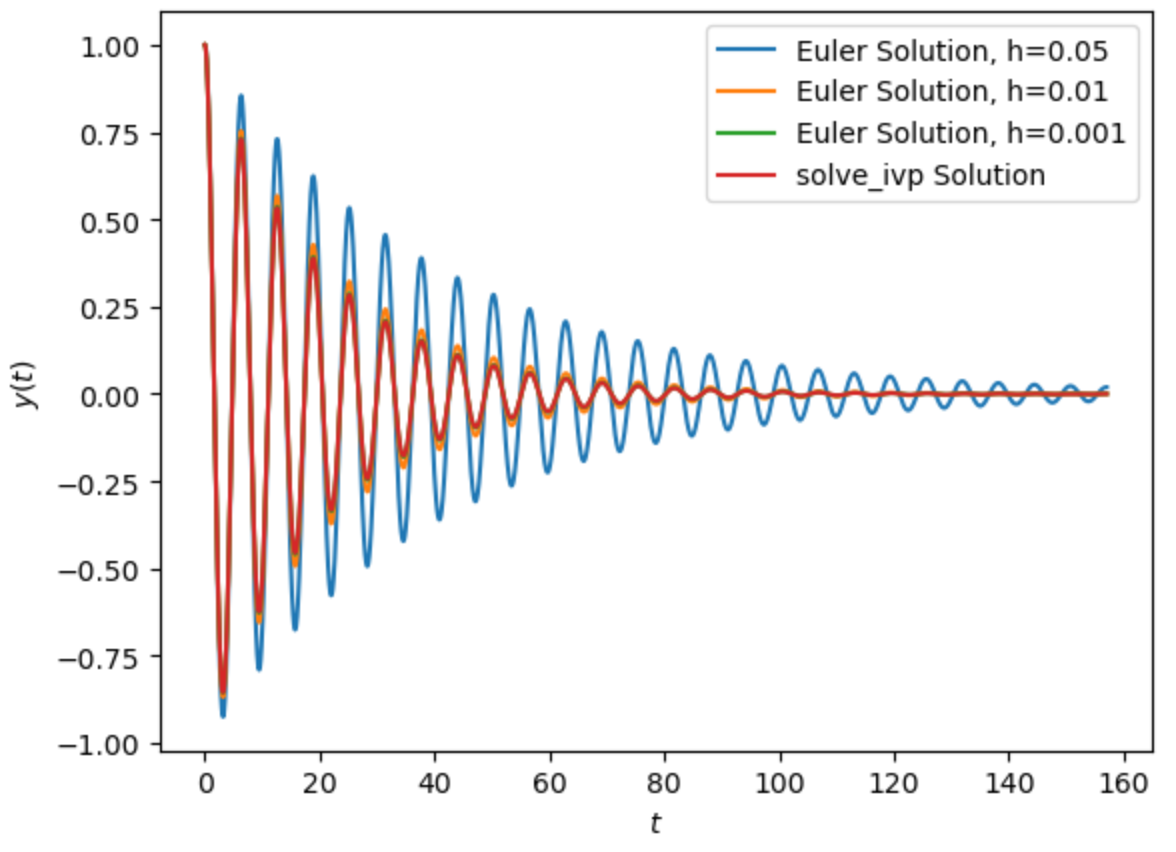 1.00
0.75
0.50
0.25
0.00
−0.25
−0.50
−0.75
−1.00
y(t)
Euler Solution, h=0.05
Euler Solution, h=0.01
Euler Solution, h=0.001
solve_ivp Solution
0 20 40 60 80 100 120 140 160
t